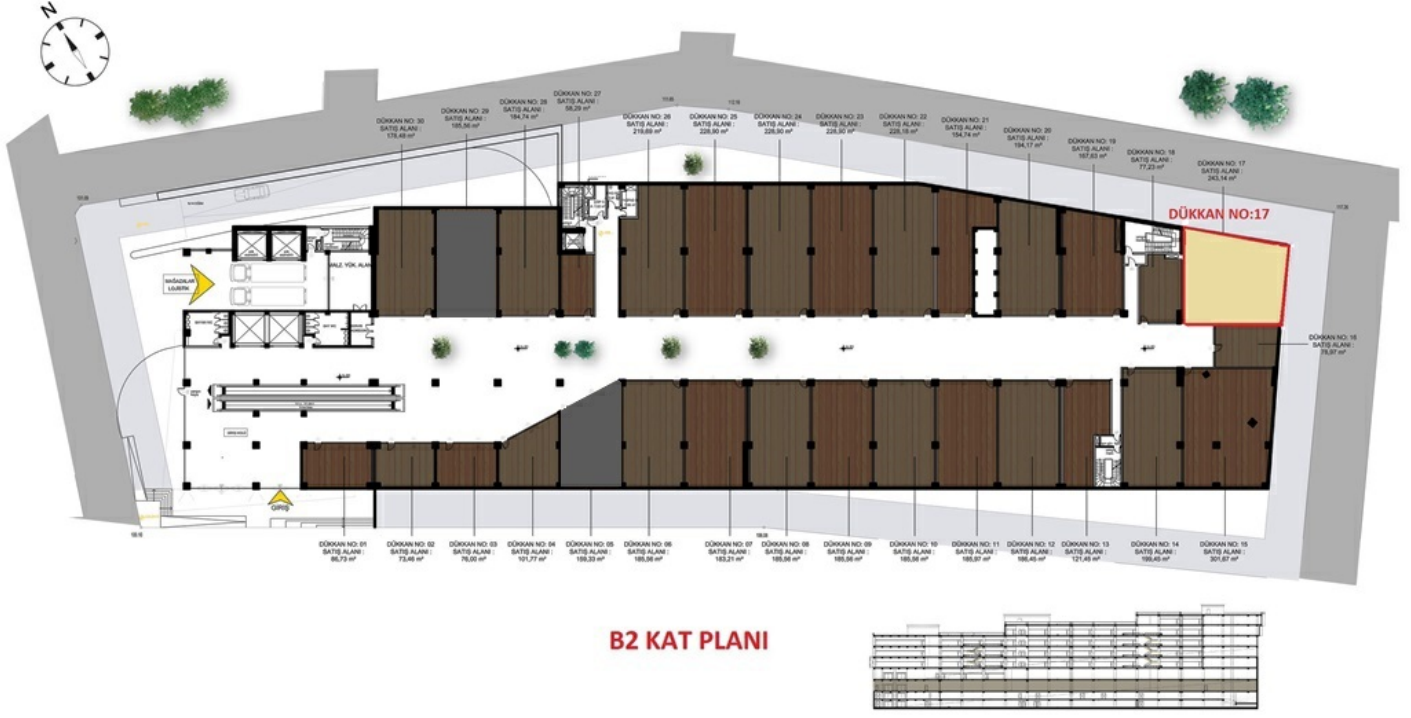 N
DÜKKAN NO: 30
SATIŞ ALANI :
178,48 m²
DÜKKAN NO: 29
SATIŞ ALANI :
185,56 m²
DÜKKAN NO: 28
SATIŞ ALANI :
184,74 m²
DÜKKAN NO: 27
SATIŞ ALANI :
58,29 m²
DÜKKAN NO: 26
SATIŞ ALANI :
219,69 m²
DÜKKAN NO: 25
SATIŞ ALANI :
228,90 m²
DÜKKAN NO: 24
SATIŞ ALANI :
228,90 m²
DÜKKAN NO: 23
SATIŞ ALANI :
228,90 m²
DÜKKAN NO: 22
SATIŞ ALANI :
228,18 m²
DÜKKAN NO: 21
SATIŞ ALANI :
154,74 m²
DÜKKAN NO: 20
SATIŞ ALANI :
194,17 m²
DÜKKAN NO: 19
SATIŞ ALANI :
187,63 m²
DÜKKAN NO: 18
SATIŞ ALANI :
77,23 m²
DÜKKAN NO: 17
SATIŞ ALANI :
243,14 m²
DÜKKAN NO:17
MAĞAZALAR
LOJİSTİK
DÜKKAN NO: 16
SATIŞ ALANI :
78,97 m²
GİRİŞ
DÜKKAN NO: 01
SATIŞ ALANI :
86,73 m²
DÜKKAN NO: 02
SATIŞ ALANI :
73,46 m²
DÜKKAN NO: 03
SATIŞ ALANI :
76,00 m²
DÜKKAN NO: 04
SATIŞ ALANI :
101,77 m²
DÜKKAN NO: 05
SATIŞ ALANI :
159,33 m²
DÜKKAN NO: 06
SATIŞ ALANI :
185,56 m²
DÜKKAN NO: 07
SATIŞ ALANI :
183,21 m²
DÜKKAN NO: 08
SATIŞ ALANI :
185,56 m²
DÜKKAN NO: 09
SATIŞ ALANI :
185,56 m²
DÜKKAN NO: 10
SATIŞ ALANI :
185,56 m²
DÜKKAN NO: 11
SATIŞ ALANI :
185,97 m²
DÜKKAN NO: 12
SATIŞ ALANI :
186,45 m²
DÜKKAN NO: 13
SATIŞ ALANI :
121,45 m²
DÜKKAN NO: 14
SATIŞ ALANI :
DÜKKAN NO: 15
SATIŞ ALANI :
301,67 m²
B2 KAT PLANI